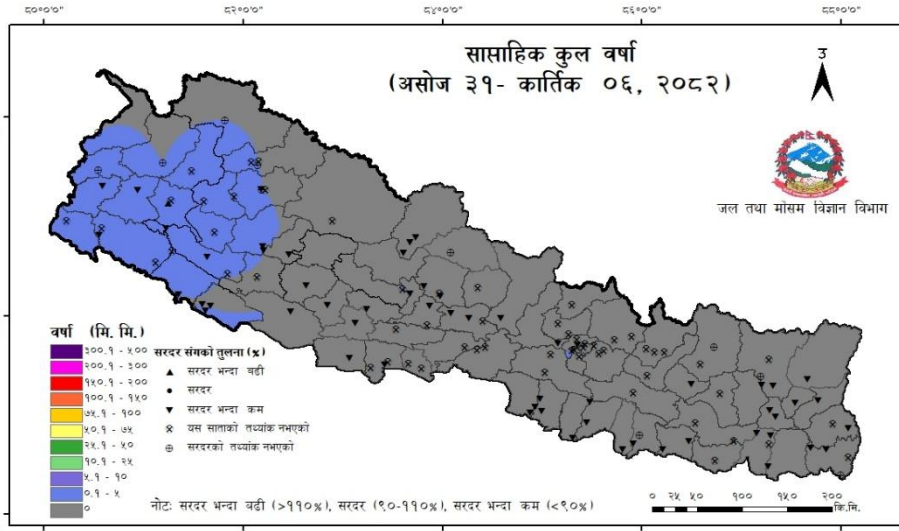 ८०°०'०" ८२°०'०" ८४°०'०" ८६°०'०" ८८°०'०"
साप्ताहिक कुल वर्षा
(असोज ३१- कार्तिक ०६, २०८२)
उ
जल तथा मौसम विज्ञान विभाग
वर्षा (मि. मि.)
३००.१ - ५००
२००.१ - ३००
१५०.१ - २००
१००.१ - १५०
७५.१ - १००
५०.१ - ७५
२५.१ - ५०
१०.१ - २५
५.१ - १०
०.१ - ५
०
सरदर संगको तुलना (%)
सरदर भन्दा बढी
सरदर
सरदर भन्दा कम
यस साताको तथ्यांक नभएको
सरदरको तथ्यांक नभएको
नोटः सरदर भन्दा बढी (>११०%), सरदर (९०-११०%), सरदर भन्दा कम (<९०%)
० २५ ५० १०० १५० २००
कि.मि.